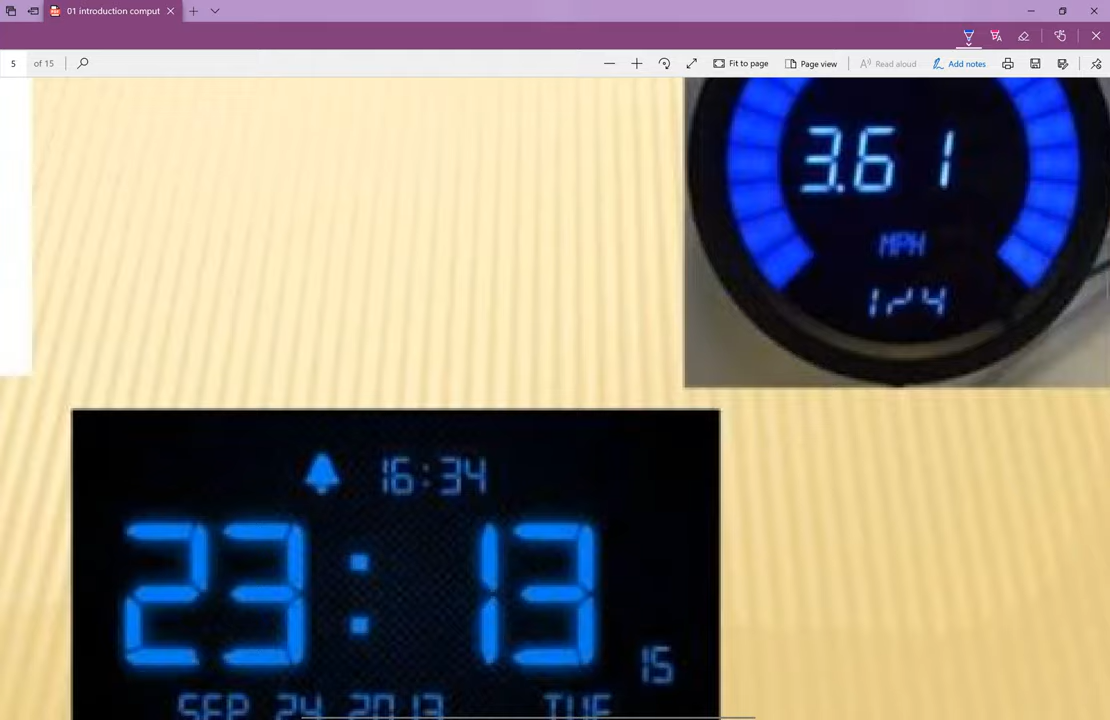 01 introduction comput
5 of 15
Fit to page
Page view
Read aloud
Add notes
3.61
MPH
16:34
23:13
15
SEP 24 2013 TUE